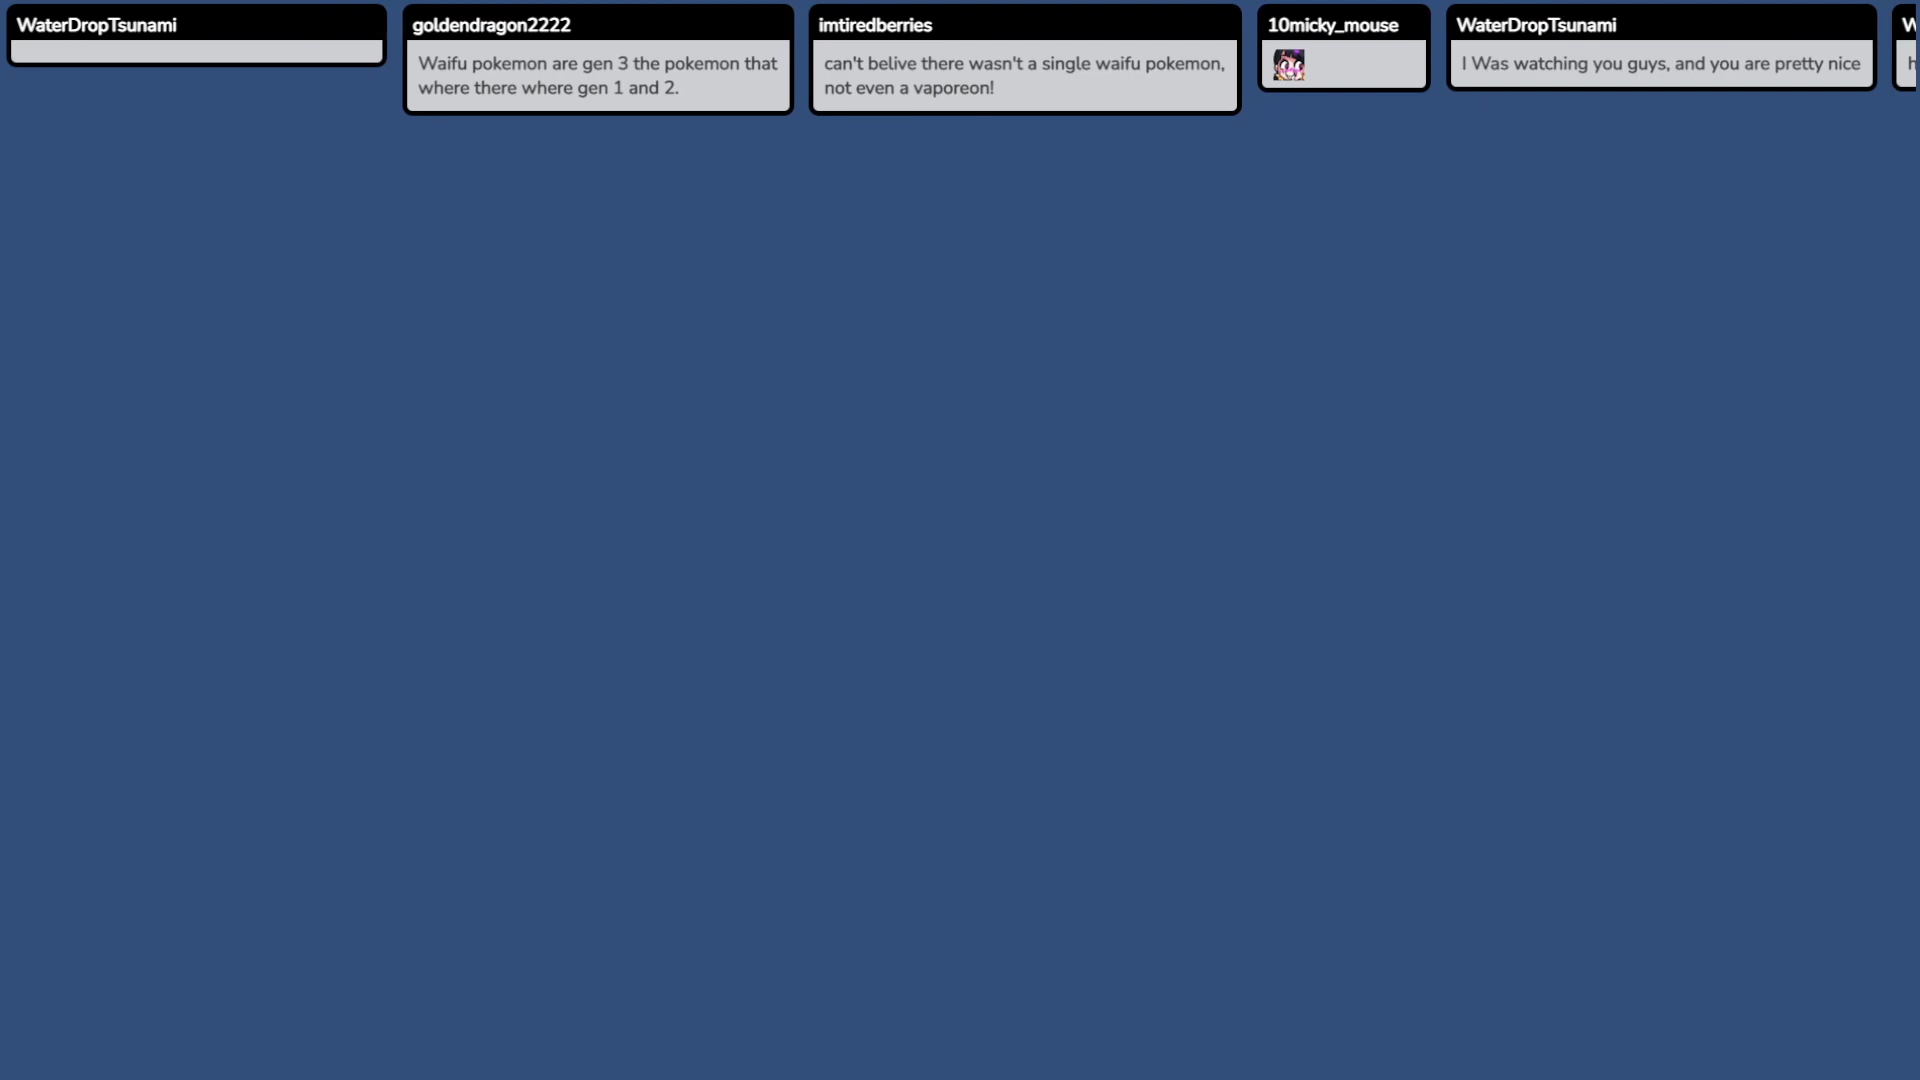 WaterDropTsunami
goldendragon2222
Waifu pokemon are gen 3 the pokemon that
where there where gen 1 and 2.
imtiredberries
can't belive there wasn't a single waifu pokemon,
not even a vaporeon!
10micky_mouse
WaterDropTsunami
I Was watching you guys, and you are pretty nice